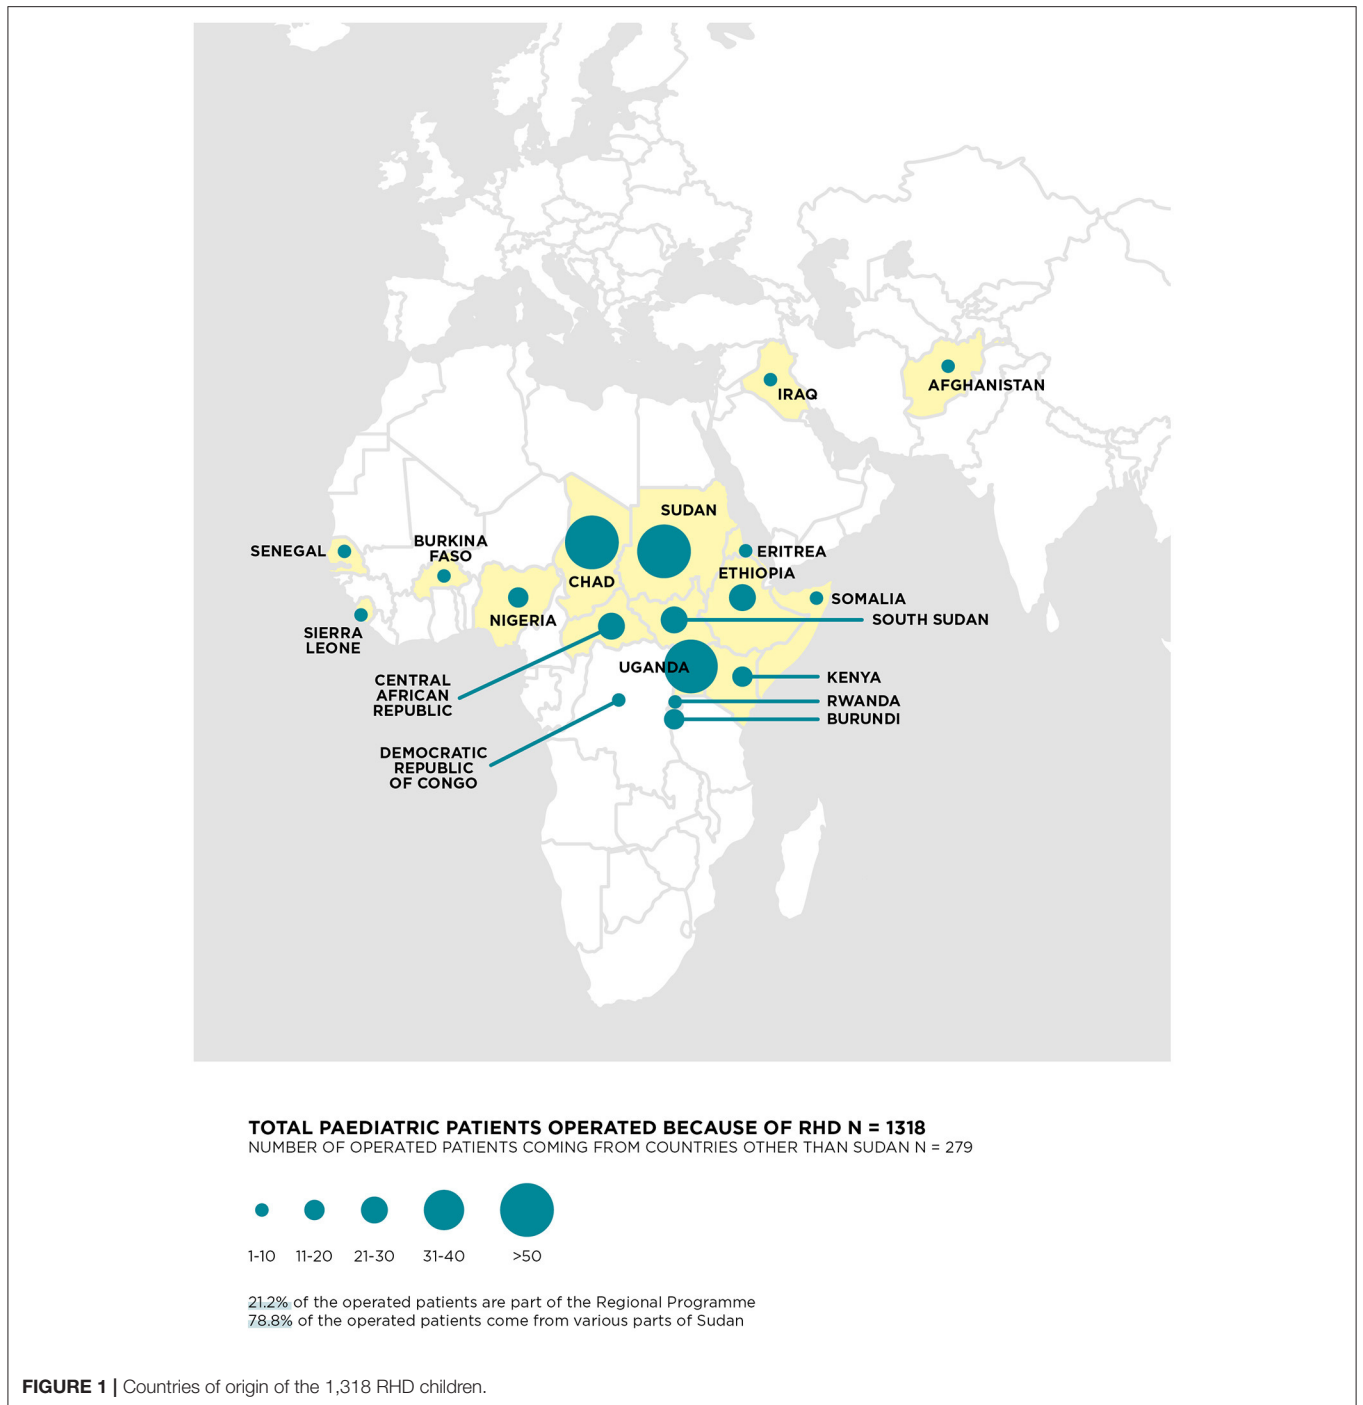 IRAQ
AFGHANISTAN
SUDAN
SENEGAL
BURKINA
FASO
CHAD
ERITREA
ETHIOPIA
NIGERIA
SOMALIA
SOUTH SUDAN
SIERRA
LEONE
UGANDA
CENTRAL
AFRICAN
REPUBLIC
KENYA
RWANDA
BURUNDI
DEMOCRATIC
REPUBLIC
OF CONGO
TOTAL PAEDIATRIC PATIENTS OPERATED BECAUSE OF RHD N = 1318
NUMBER OF OPERATED PATIENTS COMING FROM COUNTRIES OTHER THAN SUDAN N = 279
1-10 11-20 21-30 31-40 >50
21.2% of the operated patients are part of the Regional Programme
78.8% of the operated patients come from various parts of Sudan
FIGURE 1 | Countries of origin of the 1,318 RHD children.